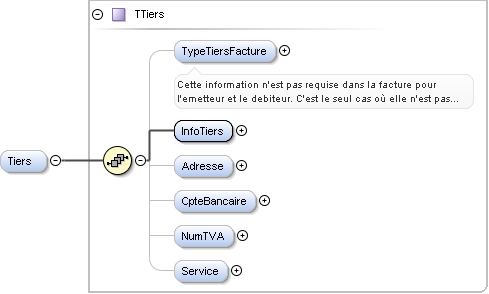 TTiers
TypeTiersFacture
Cette information n'est pas requise dans la facture pour
l'emetteur et le debiteur. C'est le seul cas où elle n'est pas...
InfoTiers
Tiers
Adresse
CpteBancaire
NumTVA
Service